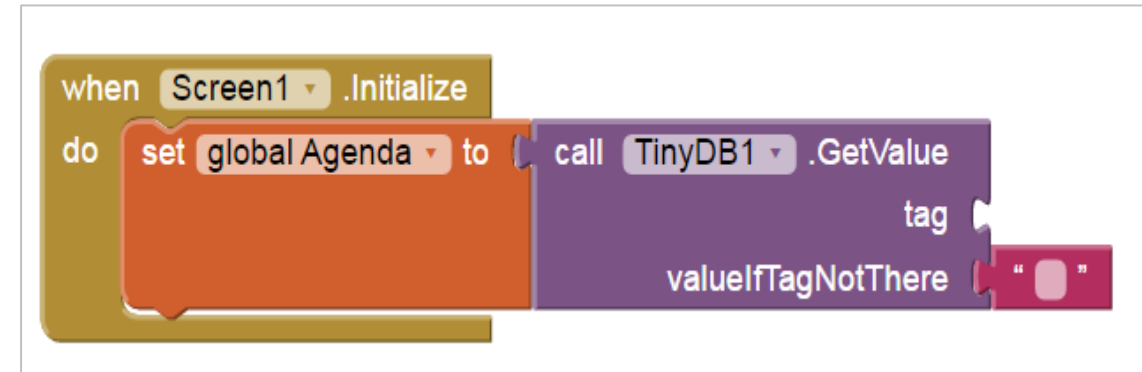 when Screen1 .Initialize
do set global Agenda to call TinyDB1 .GetValue
tag
valueIfTagNotThere “ ”